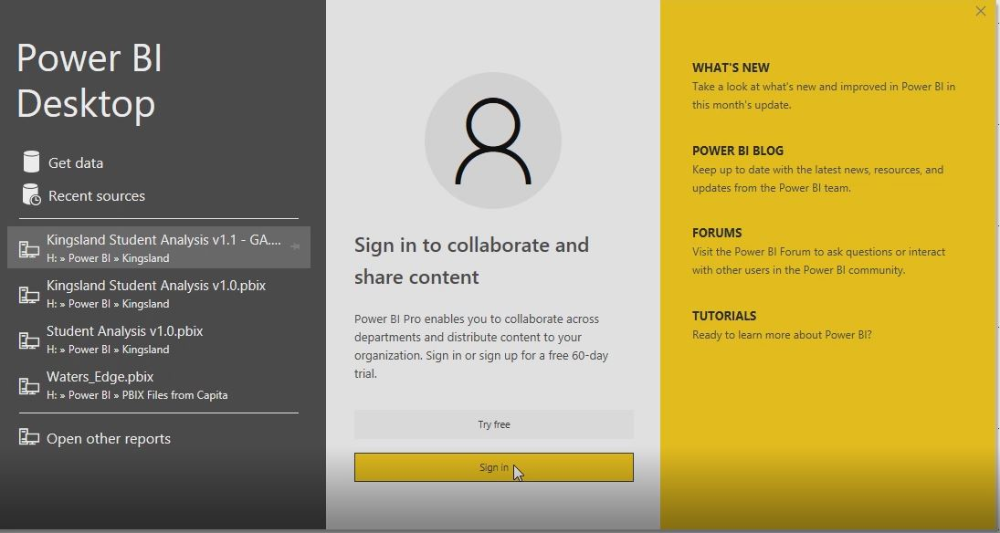 Power BI
Desktop
Get data
Recent sources
Kingsland Student Analysis v1.1 - GA....
H: » Power BI » Kingsland
Kingsland Student Analysis v1.0.pbix
H: » Power BI » Kingsland
Student Analysis v1.0.pbix
H: » Power BI » Kingsland
Waters_Edge.pbix
H: » Power BI » PBIX Files from Capita
Open other reports
Sign in to collaborate and
share content
Power BI Pro enables you to collaborate across
departments and distribute content to your
organization. Sign in or sign up for a free 60-day
trial.
Try free
Sign in
WHAT'S NEW
Take a look at what's new and improved in Power BI in
this month's update.
POWER BI BLOG
Keep up to date with the latest news, resources, and
updates from the Power BI team.
FORUMS
Visit the Power BI Forum to ask questions or interact
with other users in the Power BI community.
TUTORIALS
Ready to learn more about Power BI?